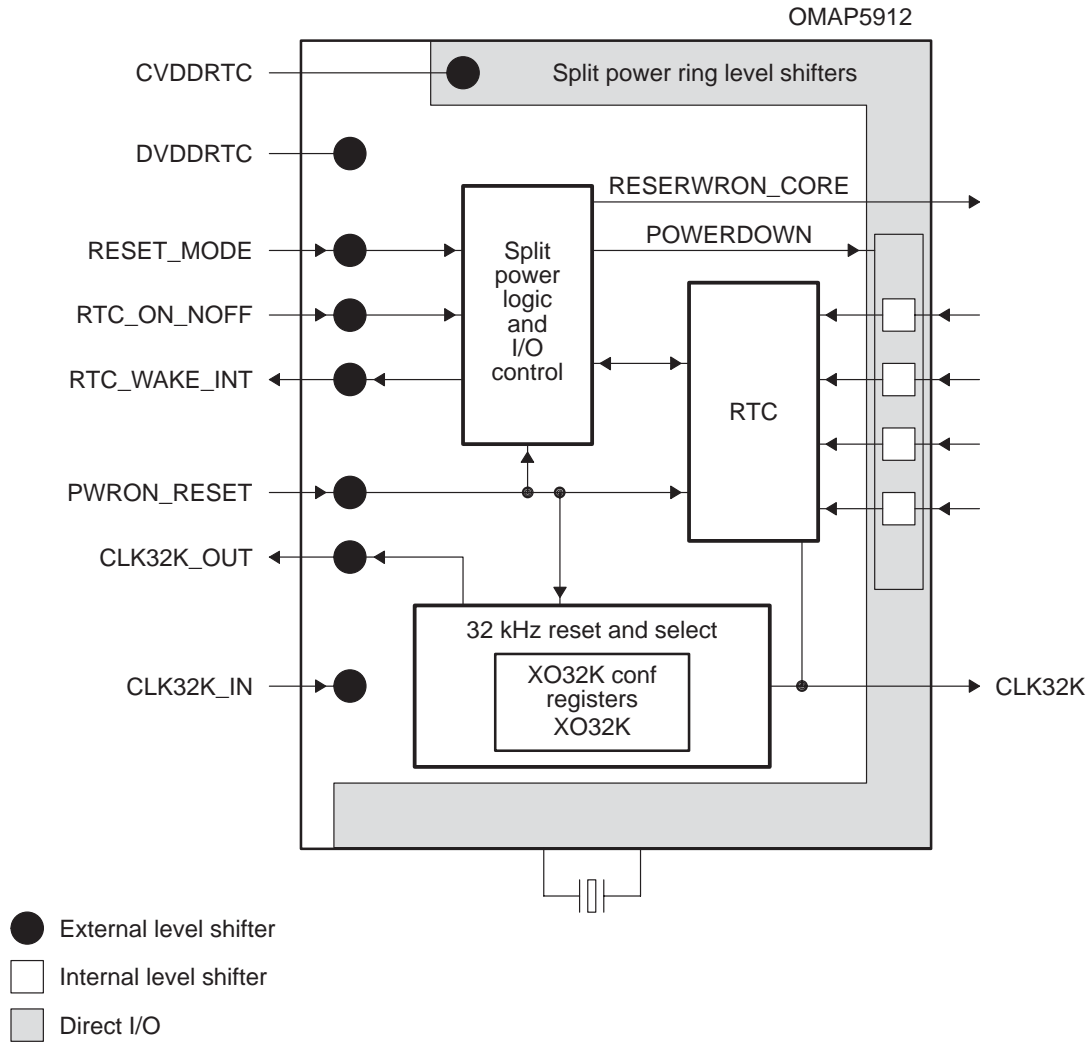 OMAP5912
CVDDRTC
Split power ring level shifters
DVDDRTC
RESERWRON_CORE
RESET_MODE
POWERDOWN
Split
power
logic
and
I/O
control
RTC_ON_NOFF
RTC_WAKE_INT
RTC
PWRON_RESET
CLK32K_OUT
32 kHz reset and select
CLK32K_IN
XO32K conf
registers
XO32K
CLK32K
External level shifter
Internal level shifter
Direct I/O